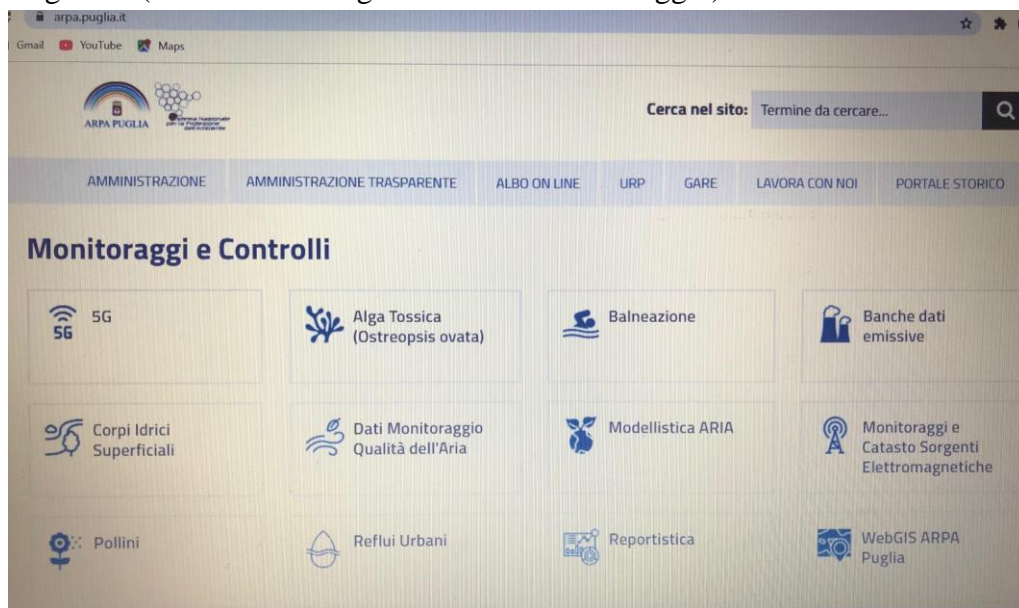 arpa.puglia.it
Gmail YouTube Maps
ARPA PUGLIA
Cerca nel sito: Termine da cercare...
AMMINISTRAZIONE AMMINISTRAZIONE TRASPARENTE ALBO ON LINE URP GARE LAVORA CON NOI PORTALE STORICO
Monitoraggi e Controlli
5G
5G
Alga Tossica
(Ostreopsis ovata)
Balneazione
Banche dati
emissive
Corpi Idrici
Superficiali
Dati Monitoraggio
Qualità dell'Aria
Modellistica ARIA
Monitoraggi e
Catasto Sorgenti
Elettromagnetiche
Pollini
Reflui Urbani
Reportistica
WebGIS ARPA
Puglia